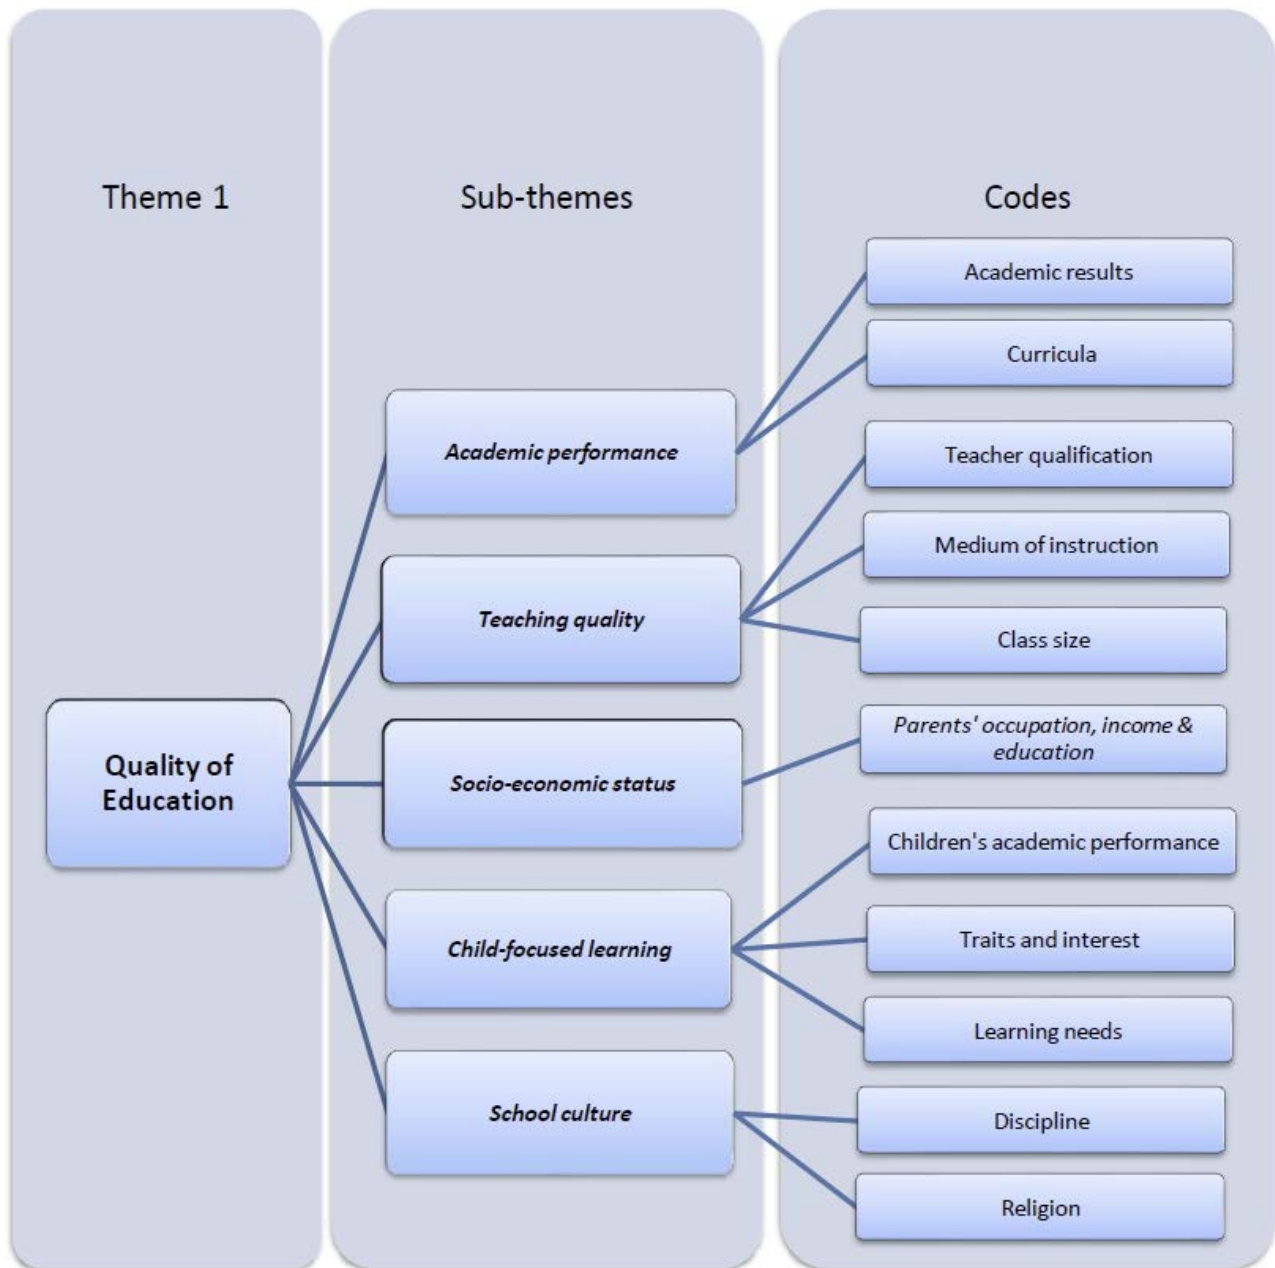 Theme 1
Sub-themes
Codes
Quality of
Education
Academic performance
Teaching quality
Socio-economic status
Child-focused learning
School culture
Academic results
Curricula
Teacher qualification
Medium of instruction
Class size
Parents' occupation, income &
education
Children's academic performance
Traits and interest
Learning needs
Discipline
Religion